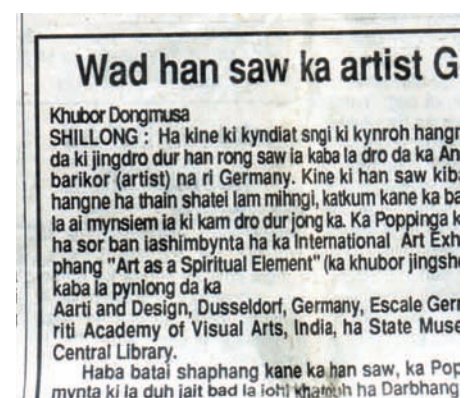 Wad han saw ka artist G
Khubor Dongmusa
SHILLONG : Ha kine ki kyndiat sngi ki kynroh hangr
da ki jingdro dur han rong saw ia kaba la dro da ka An
barikor (artist) na ri Germany. Kine ki han saw kiba
hangne ha thain shatei lam mihngi, katkum kane ka ba
la ai mynsiem ia ki kam dro dur jong ka. Ka Poppinga k
ha sor ban iashimbynta ha ka International Art Exh
phang "Art as a Spiritual Element" (ka khubor jingshe
kaba la pynlong da ka
Aarti and Design, Dusseldorf, Germany, Escale Gerr
riti Academy of Visual Arts, India, ha State Muse
Central Library.
Haba batai shaphang kane ka han saw, ka Pop
mynta ki la duh jait bad la iohi ha Darbhang